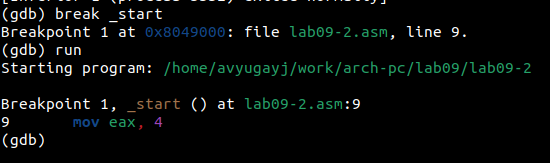 (gdb) break _start
Breakpoint 1 at 0x8049000: file lab09-2.asm, line 9.
(gdb) run
Starting program: /home/avyugayj/work/arch-pc/lab09/lab09-2
Breakpoint 1, _start () at lab09-2.asm:9
9 mov eax, 4
(gdb)